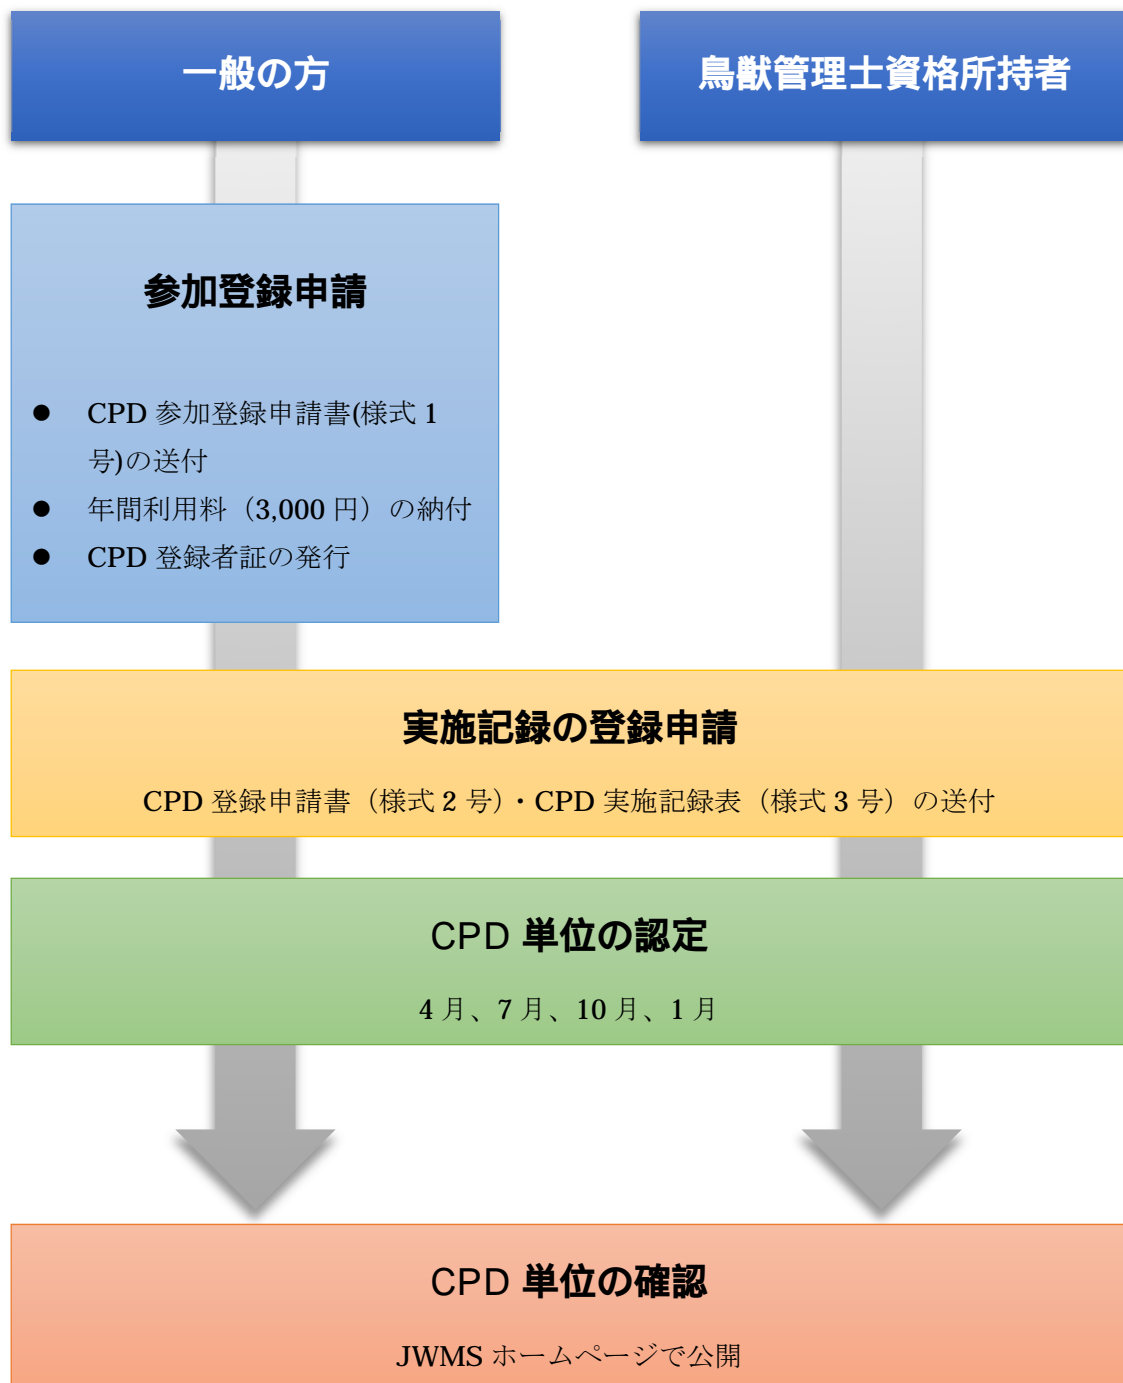 一般の方
鳥獣管理士資格所持者
参加登録申請
● CPD 参加登録申請書(様式 1
号)の送付
● 年間利用料（3,000 円）の納付
● CPD 登録者証の発行
実施記録の登録申請
CPD 登録申請書（様式 2 号）・CPD 実施記録表（様式 3 号）の送付
CPD 単位の認定
4 月、7 月、10 月、1 月
CPD 単位の確認
JWMS ホームページで公開